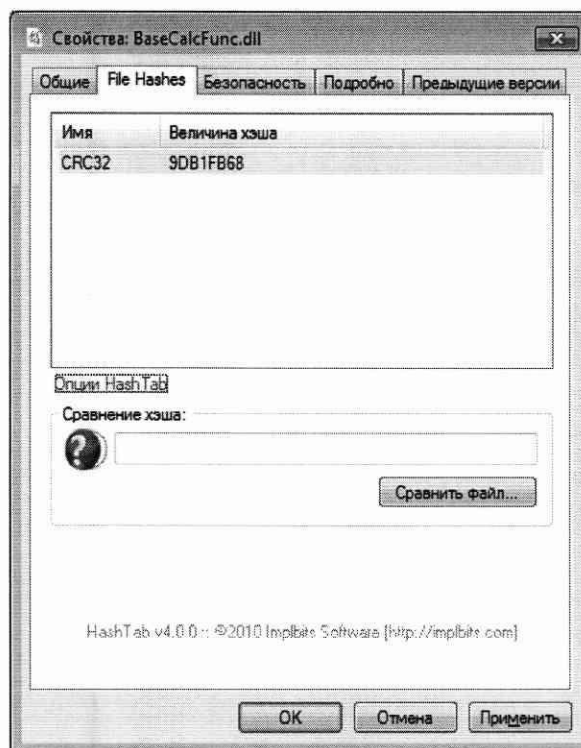 Свойства: BaseCalcFunc.dll
Общие File Hashes Безопасность Подробно Предыдущие версии
Имя Величина хэша
CRC32 9DB1FB68
Опции HashTab
Сравнение хэша:
Сравнить файл...
HashTab v4.0.0 :: ©2010 Implbits Software [http://implbits.com]
OK Отмена Применить